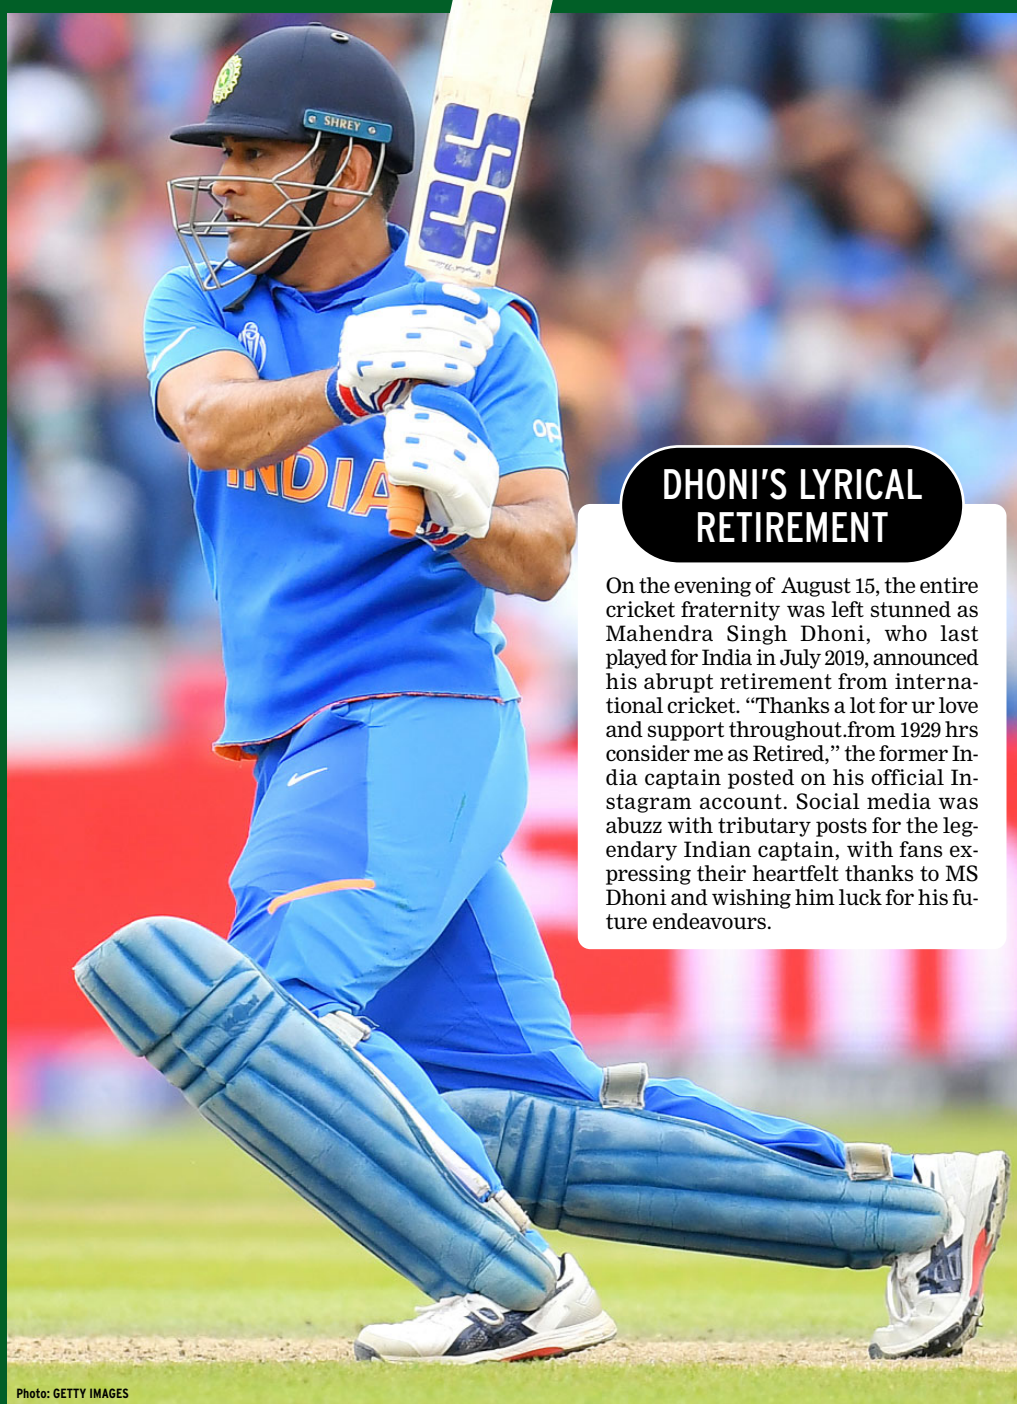 SHREY
SS
INDIA
op
DHONI'S LYRICAL
RETIREMENT
On the evening of August 15, the entire
cricket fraternity was left stunned as
Mahendra Singh Dhoni, who last
played for India in July 2019, announced
his abrupt retirement from interna-
tional cricket. “Thanks a lot for ur love
and support throughout.from 1929 hrs
consider me as Retired,” the former In-
dia captain posted on his official In-
stagram account. Social media was
abuzz with tributary posts for the leg-
endary Indian captain, with fans ex-
pressing their heartfelt thanks to MS
Dhoni and wishing him luck for his fu-
ture endeavours.
Photo: GETTY IMAGES